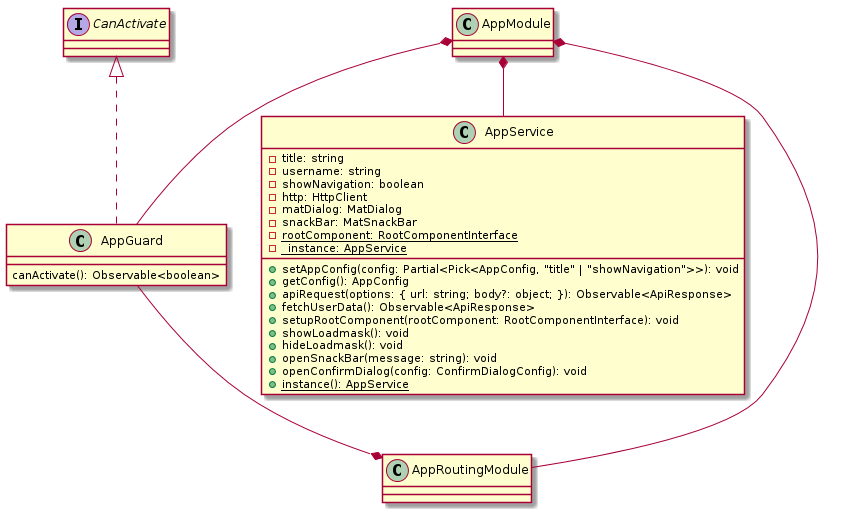 I CanActivate
C AppModule
C AppService
title: string
username: string
showNavigation: boolean
http: HttpClient
matDialog: MatDialog
snackBar: MatSnackBar
rootComponent: RootComponentInterface
_instance: AppService
setAppConfig(config: Partial<Pick<AppConfig, "title" | "showNavigation">>): void
getConfig(): AppConfig
apiRequest(options: { url: string; body?: object; }): Observable<ApiResponse>
fetchUserData(): Observable<ApiResponse>
setupRootComponent(rootComponent: RootComponentInterface): void
showLoadmask(): void
hideLoadmask(): void
openSnackBar(message: string): void
openConfirmDialog(config: ConfirmDialogConfig): void
instance(): AppService
C AppGuard
canActivate(): Observable<boolean>
C AppRoutingModule